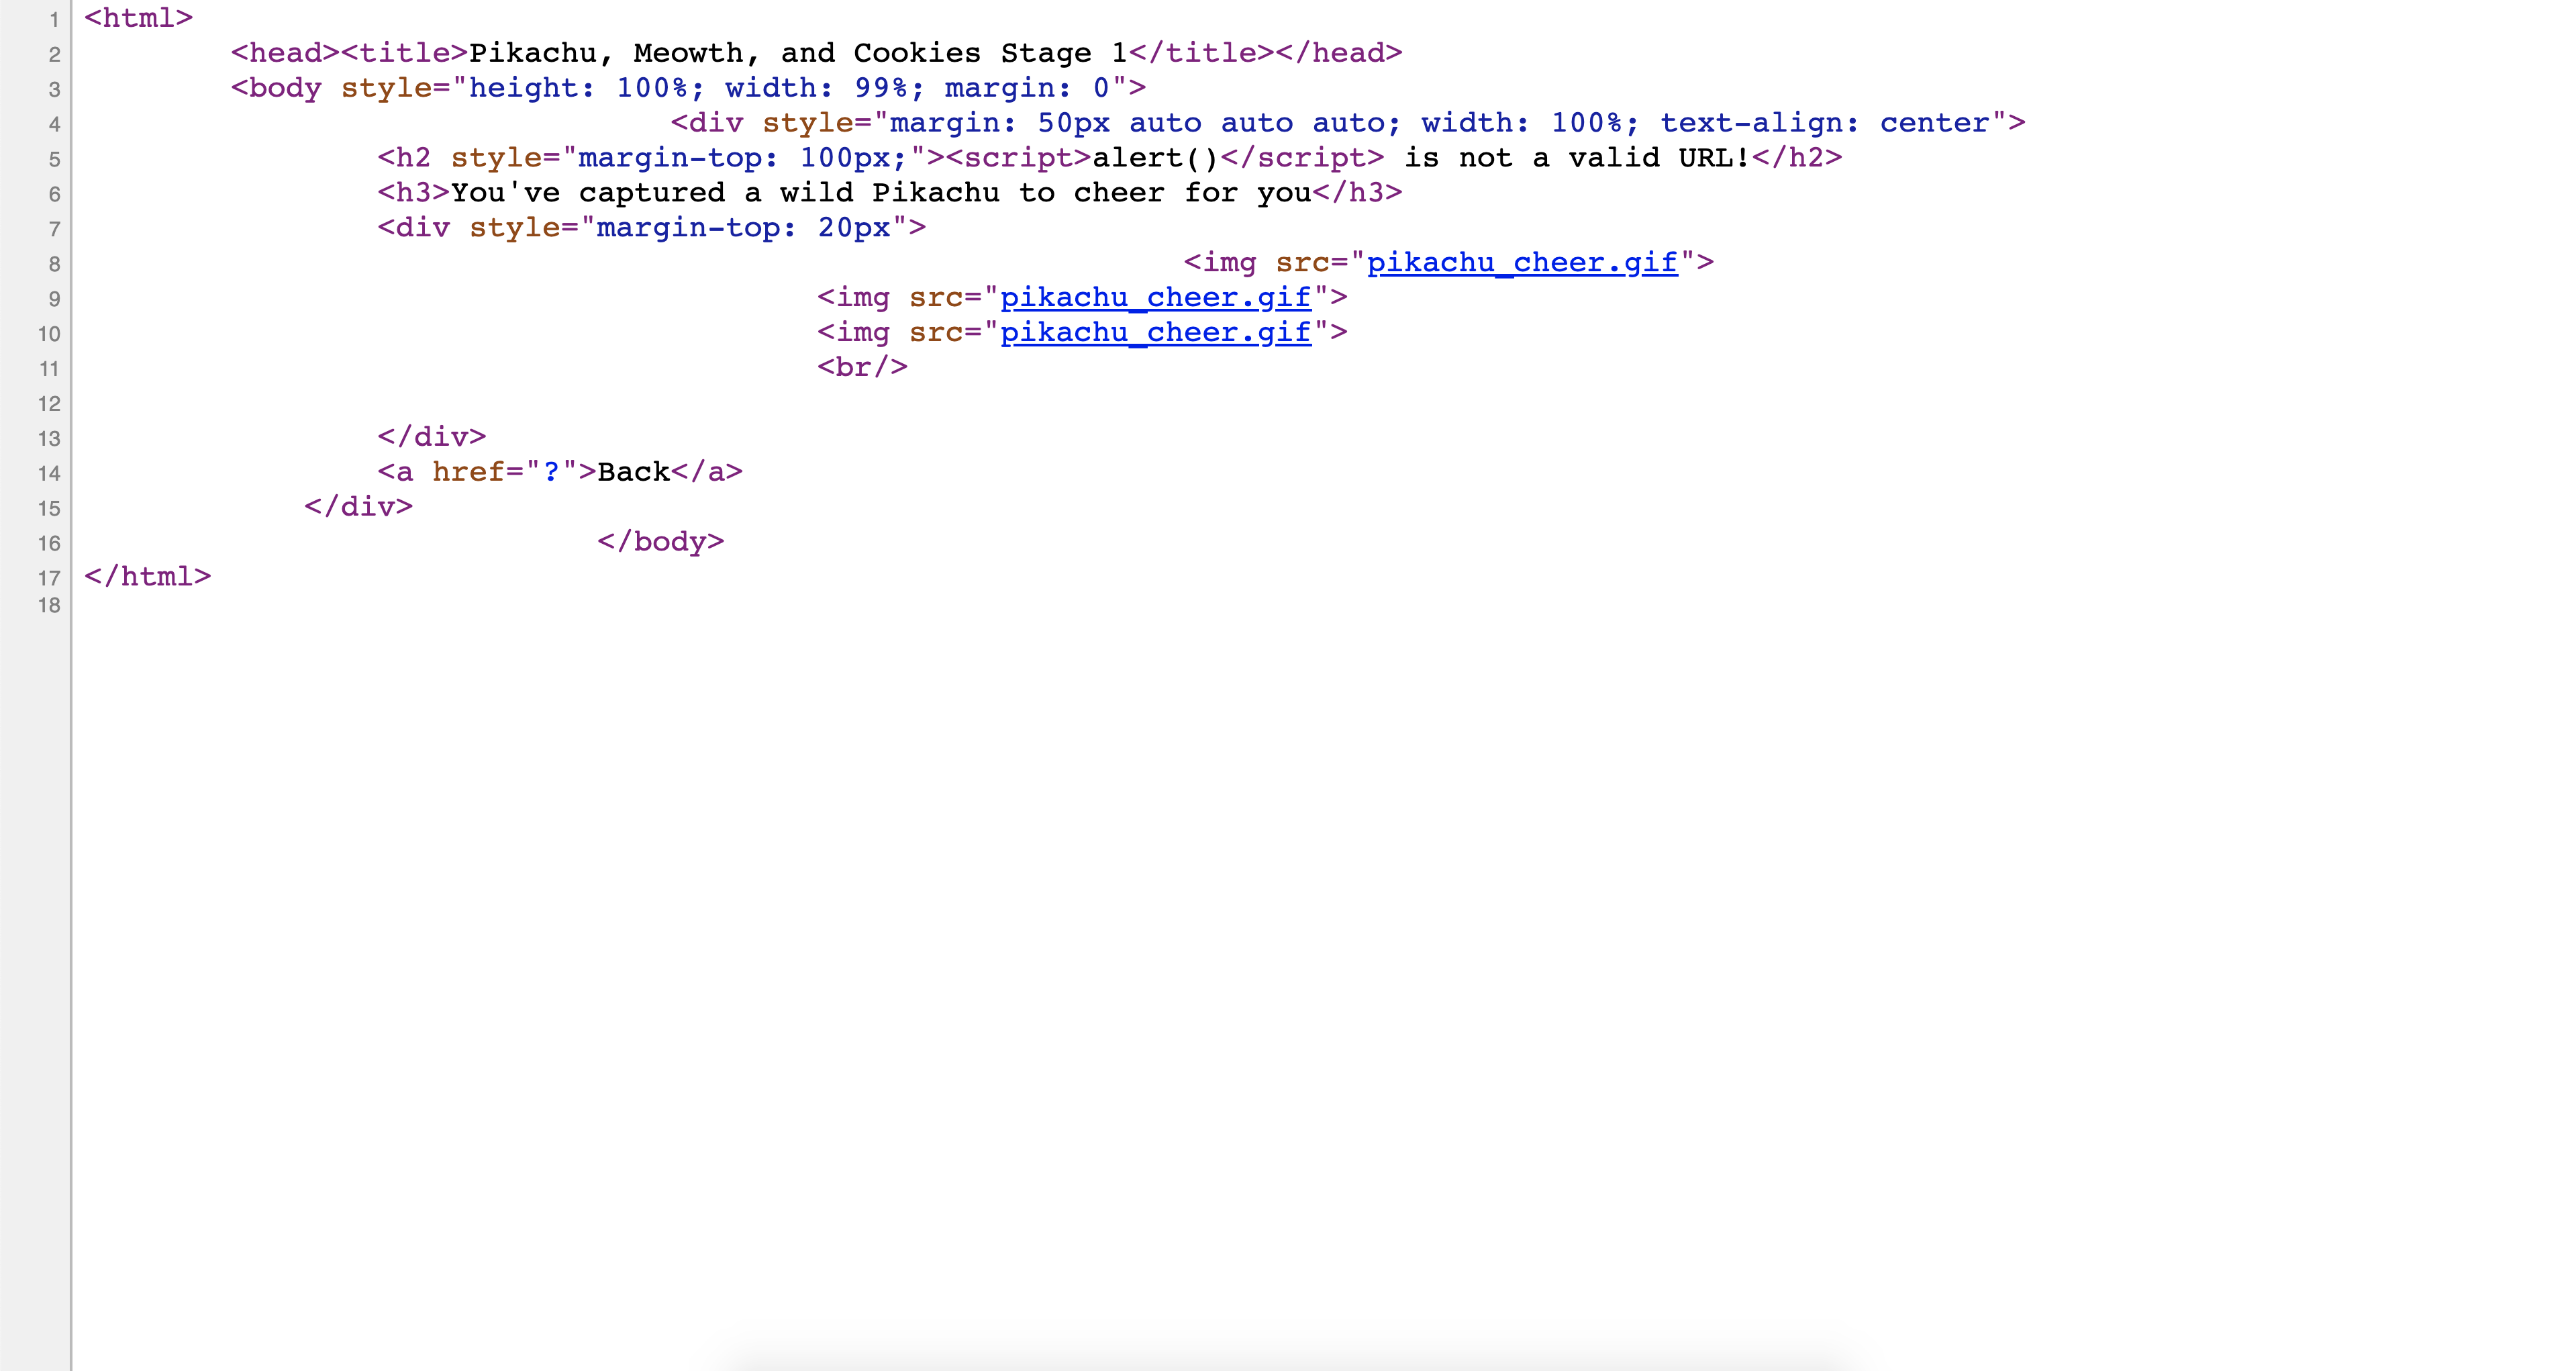 1 <html>
2 <head><title>Pikachu, Meowth, and Cookies Stage 1</title></head>
3 <body style="height: 100%; width: 99%; margin: 0">
4 <div style="margin: 50px auto auto auto; width: 100%; text-align: center">
5 <h2 style="margin-top: 100px;"><script>alert()</script> is not a valid URL!</h2>
6 <h3>You've captured a wild Pikachu to cheer for you</h3>
7 <div style="margin-top: 20px">
8 <img src="pikachu_cheer.gif">
9 <img src="pikachu_cheer.gif">
10 <img src="pikachu_cheer.gif">
11 <br/>
12
13 </div>
14 <a href="?">Back</a>
15 </div>
16 </body>
17 </html>
18